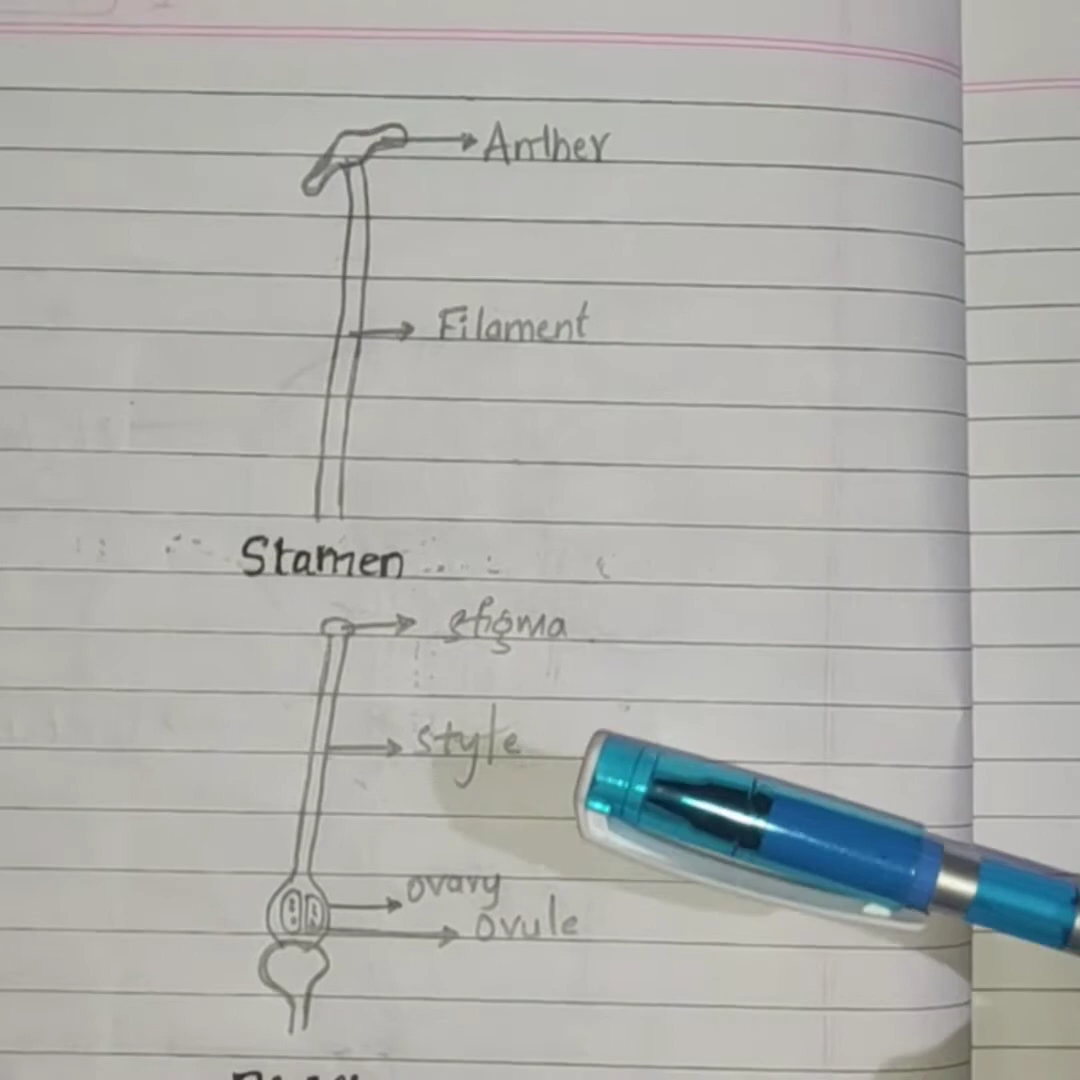 Anther
Filament
Stamen
stigma
style
ovary
ovule